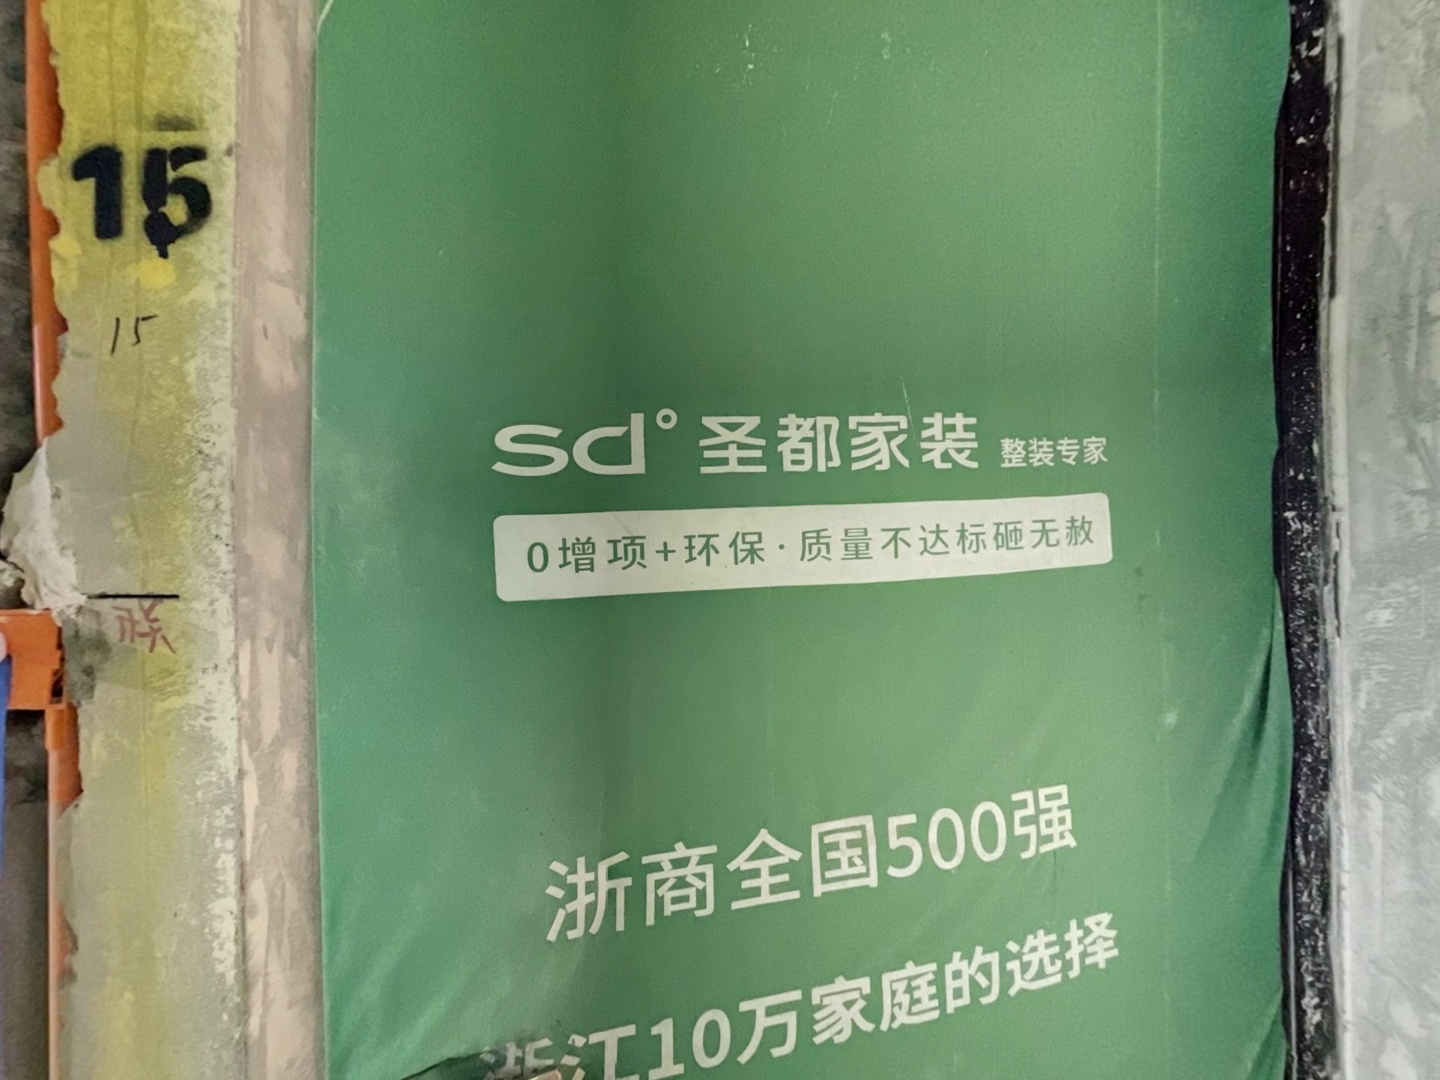 15
15
sd° 圣都家装 整装专家
0增项+环保·质量不达标砸无赦
浙商全国500强
浙江10万家庭的选择